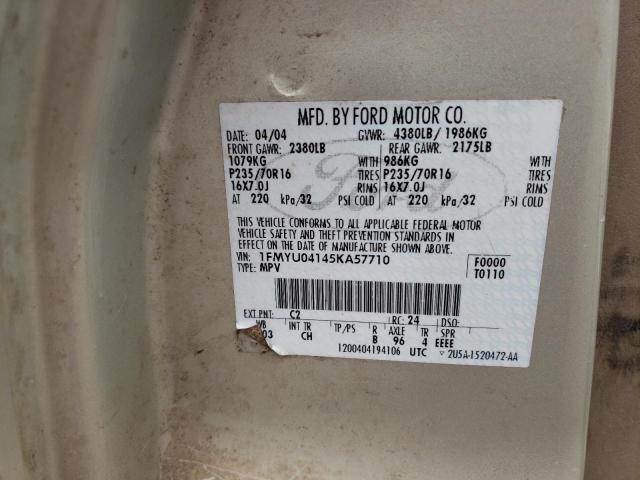 MFD. BY FORD MOTOR CO.
DATE: 04/04 GVWR: 4380LB/ 1986KG
FRONT GAWR: 2380LB REAR GAWR: 2175LB
1079KG WITH 986KG WITH
P235/70R16 TIRES P235/70R16 TIRES
16X7.0J RIMS 16X7.0J RIMS
AT 220 kPa/32 PSI COLD AT 220 kPa/32 PSI COLD
THIS VEHICLE CONFORMS TO ALL APPLICABLE FEDERAL MOTOR
VEHICLE SAFETY AND THEFT PREVENTION STANDARDS IN
EFFECT ON THE DATE OF MANUFACTURE SHOWN ABOVE.
VIN: 1FMYU04145KA57710 F0000
TYPE: MPV T0110
Ford
EXT PNT: C2 RC: 24 DSO:
WB INT TR TP/PS R AXLE TR
03 CH B 96 4 EEEE
1200404194106 UTC ▽ 2U5A-1520472-AA